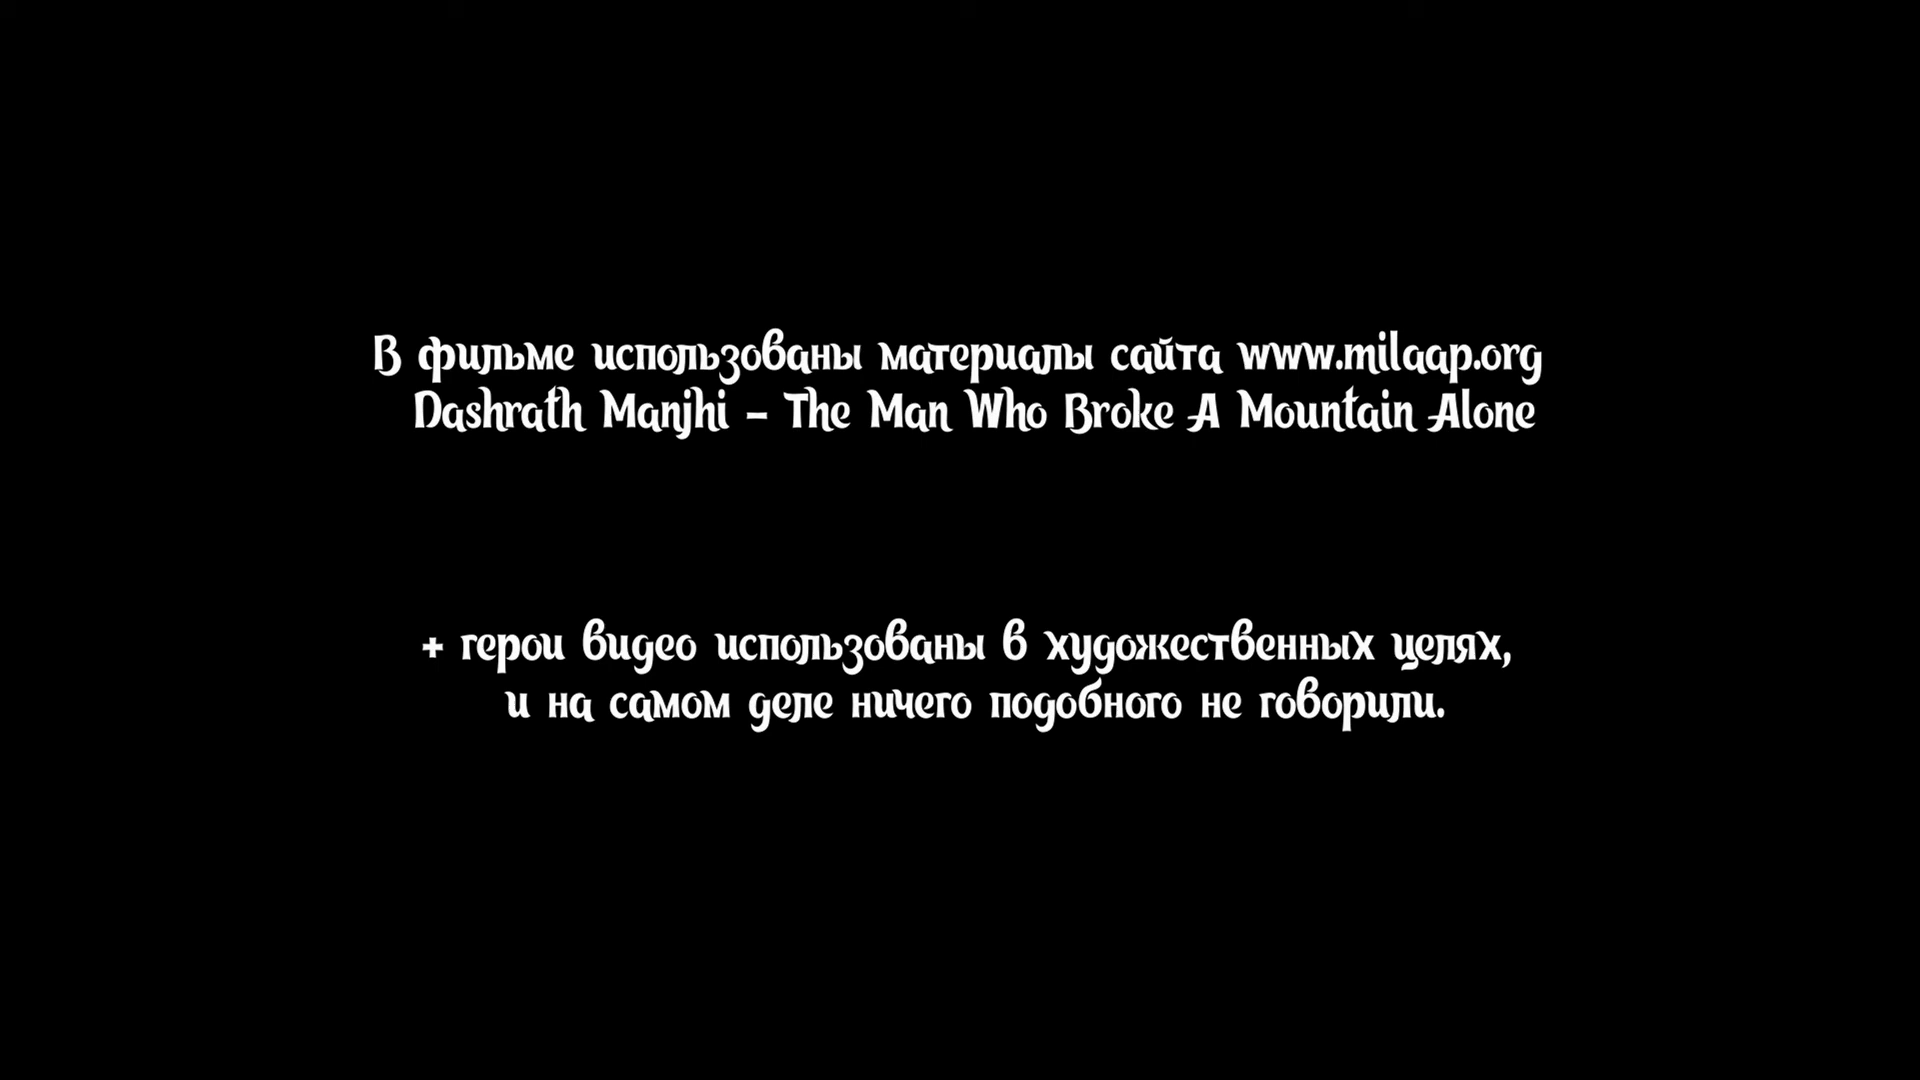 В фильме использованы материалы сайта www.milaap.org
Dashrath Manjhi – The Man Who Broke A Mountain Alone
+ герои видео использованы в художественных целях,
и на самом деле ничего подобного не говорили.